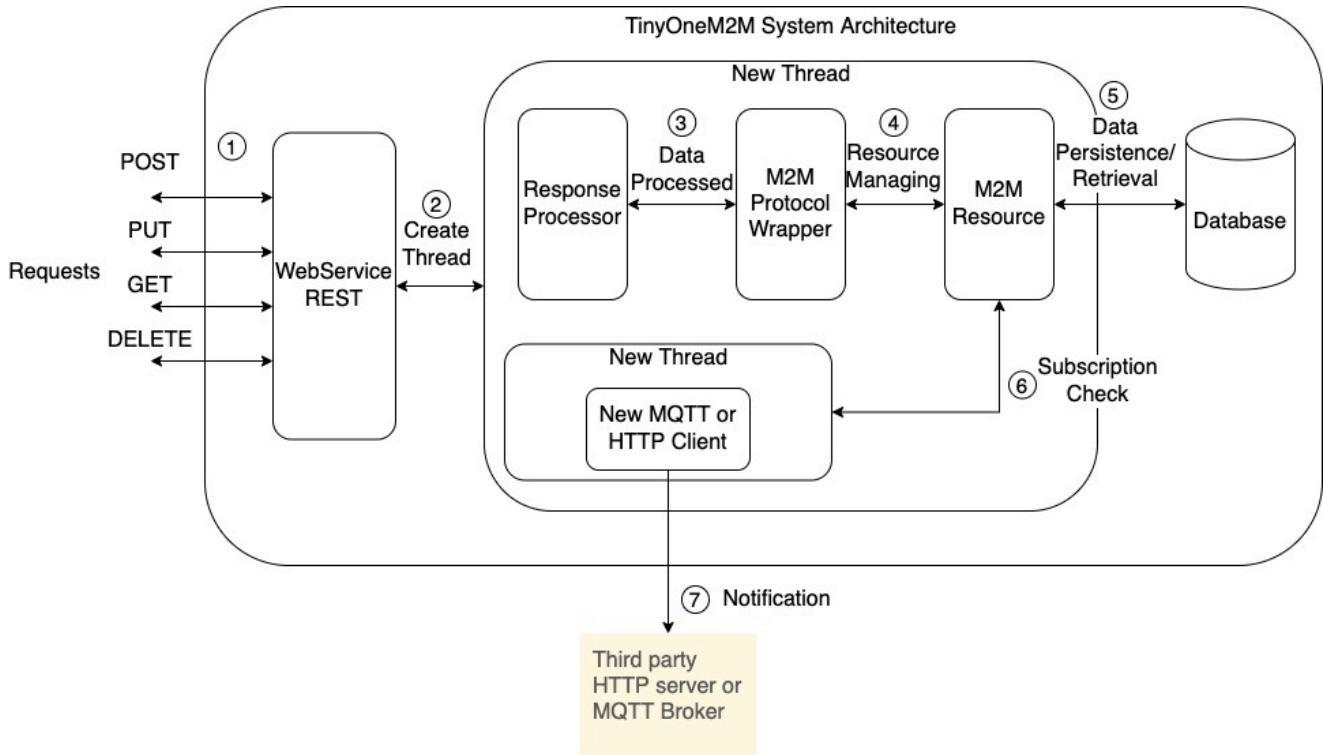 TinyOneM2M System Architecture
New Thread
1
POST
PUT
Requests
GET
DELETE
WebService
REST
2
Create
Thread
Response
Processor
3
Data
Processed
M2M
Protocol
Wrapper
4
Resource
Managing
M2M
Resource
5
Data
Persistence/
Retrieval
Database
New Thread
New MQTT or
HTTP Client
6
Subscription
Check
7
Notification
Third party
HTTP server or
MQTT Broker